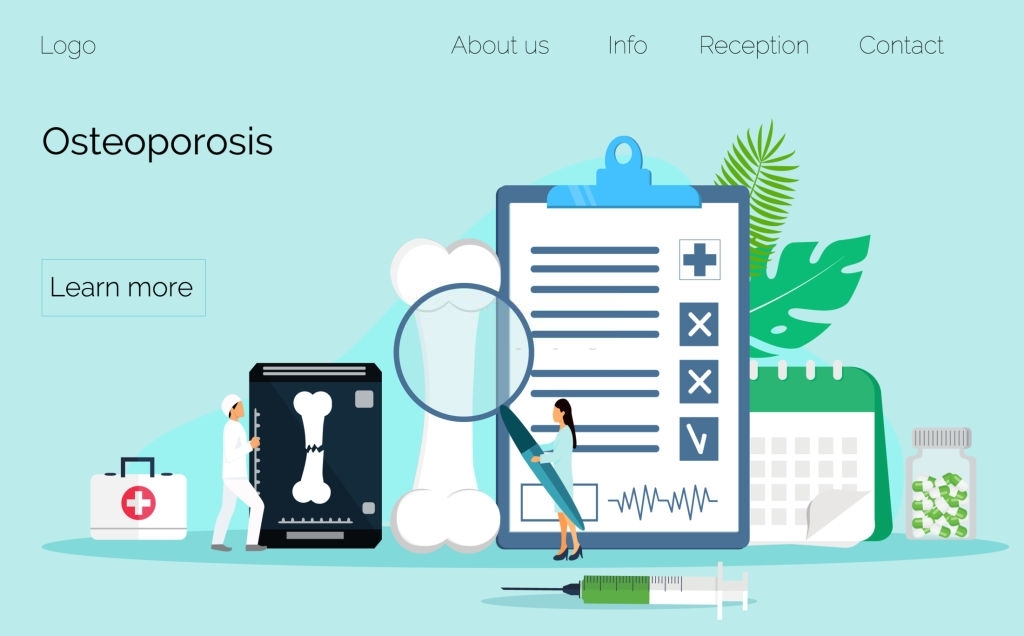 Logo
About us
Info
Reception
Contact
Osteoporosis
Learn more